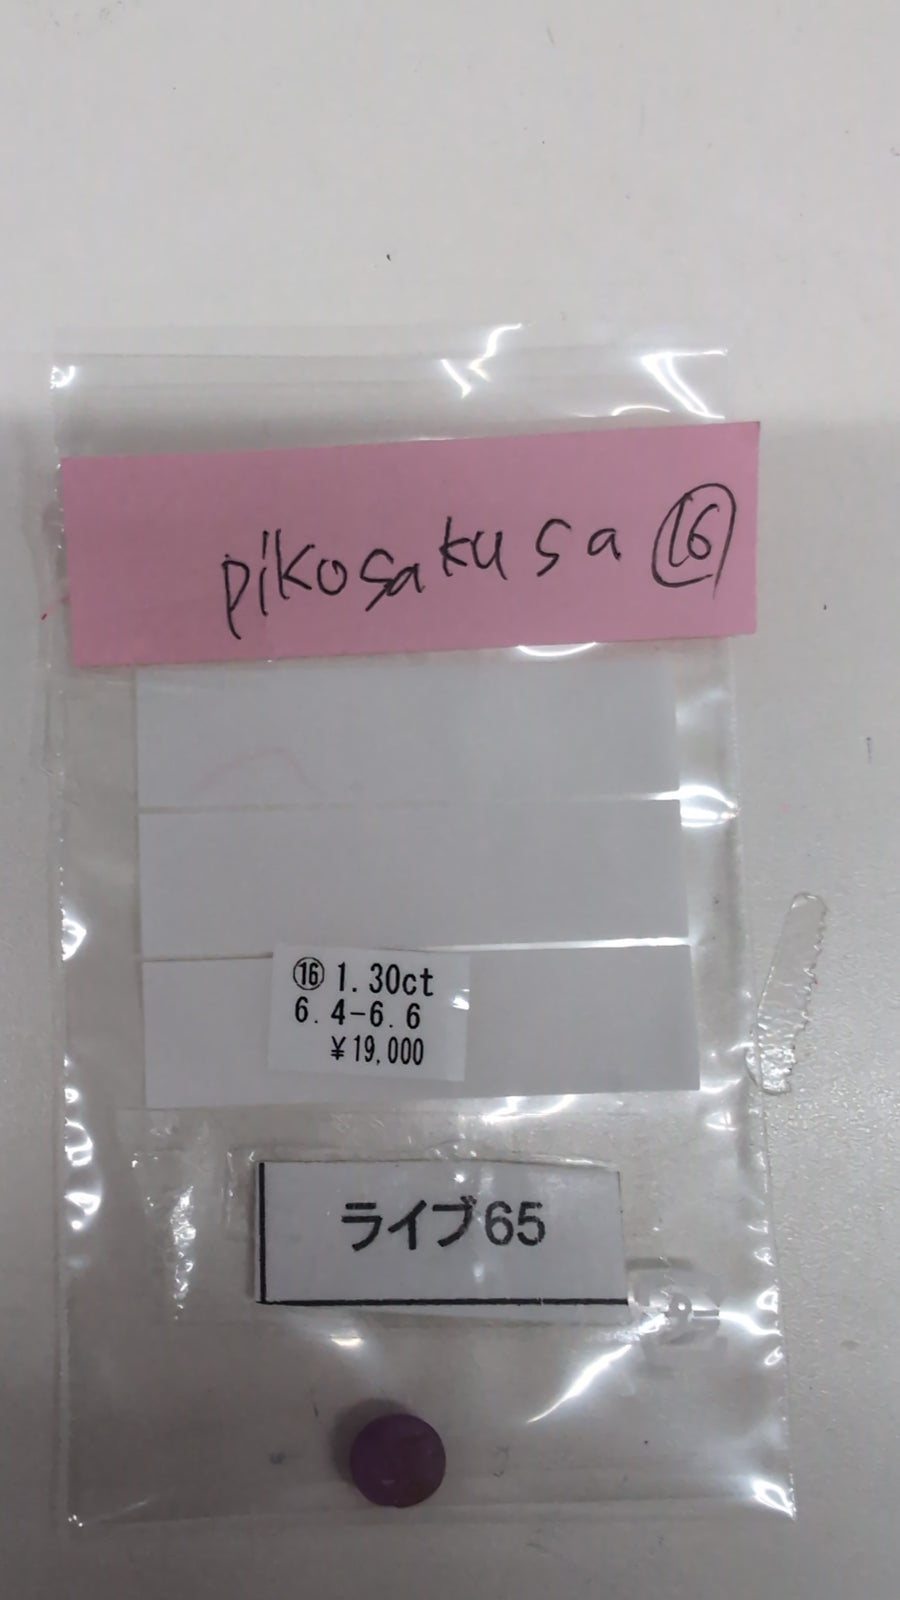 pikosakusa ⑯
⑯ 1.30ct
6.4-6.6
¥19,000
ライブ65